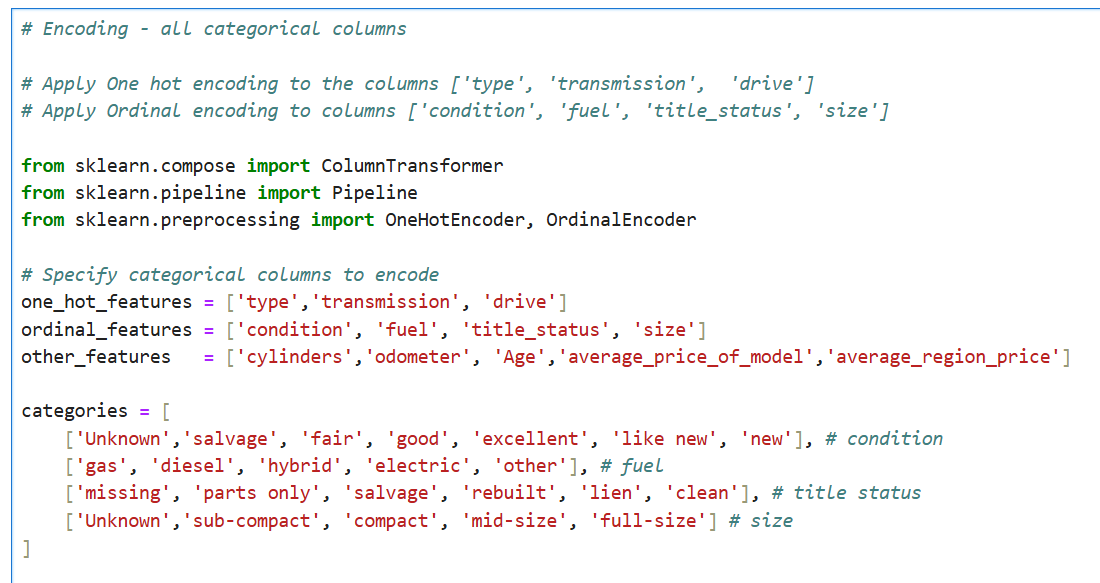 # Encoding - all categorical columns
# Apply One hot encoding to the columns ['type', 'transmission',  'drive']
# Apply Ordinal encoding to columns ['condition', 'fuel', 'title_status', 'size']
from sklearn.compose import ColumnTransformer
from sklearn.pipeline import Pipeline
from sklearn.preprocessing import OneHotEncoder, OrdinalEncoder
# Specify categorical columns to encode
one_hot_features = ['type','transmission', 'drive']
ordinal_features = ['condition', 'fuel', 'title_status', 'size']
other_features   = ['cylinders','odometer', 'Age','average_price_of_model','average_region_price']
categories = [
    ['Unknown','salvage', 'fair', 'good', 'excellent', 'like new', 'new'], # condition
    ['gas', 'diesel', 'hybrid', 'electric', 'other'], # fuel
    ['missing', 'parts only', 'salvage', 'rebuilt', 'lien', 'clean'], # title status
    ['Unknown','sub-compact', 'compact', 'mid-size', 'full-size'] # size
]